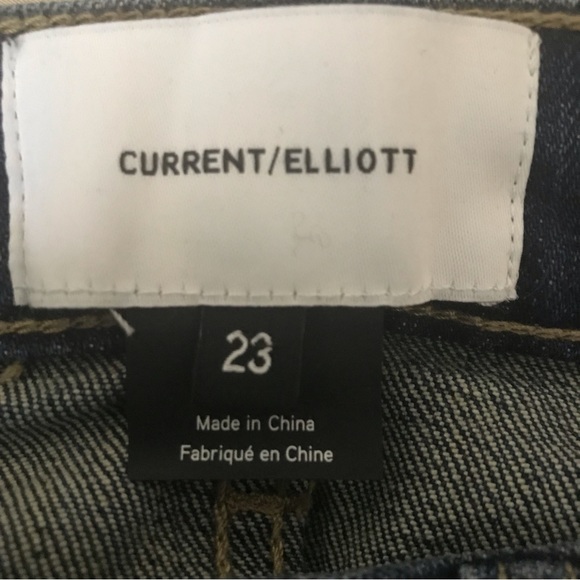 CURRENT/ELLIOTT
23
Made in China
Fabriqué en Chine